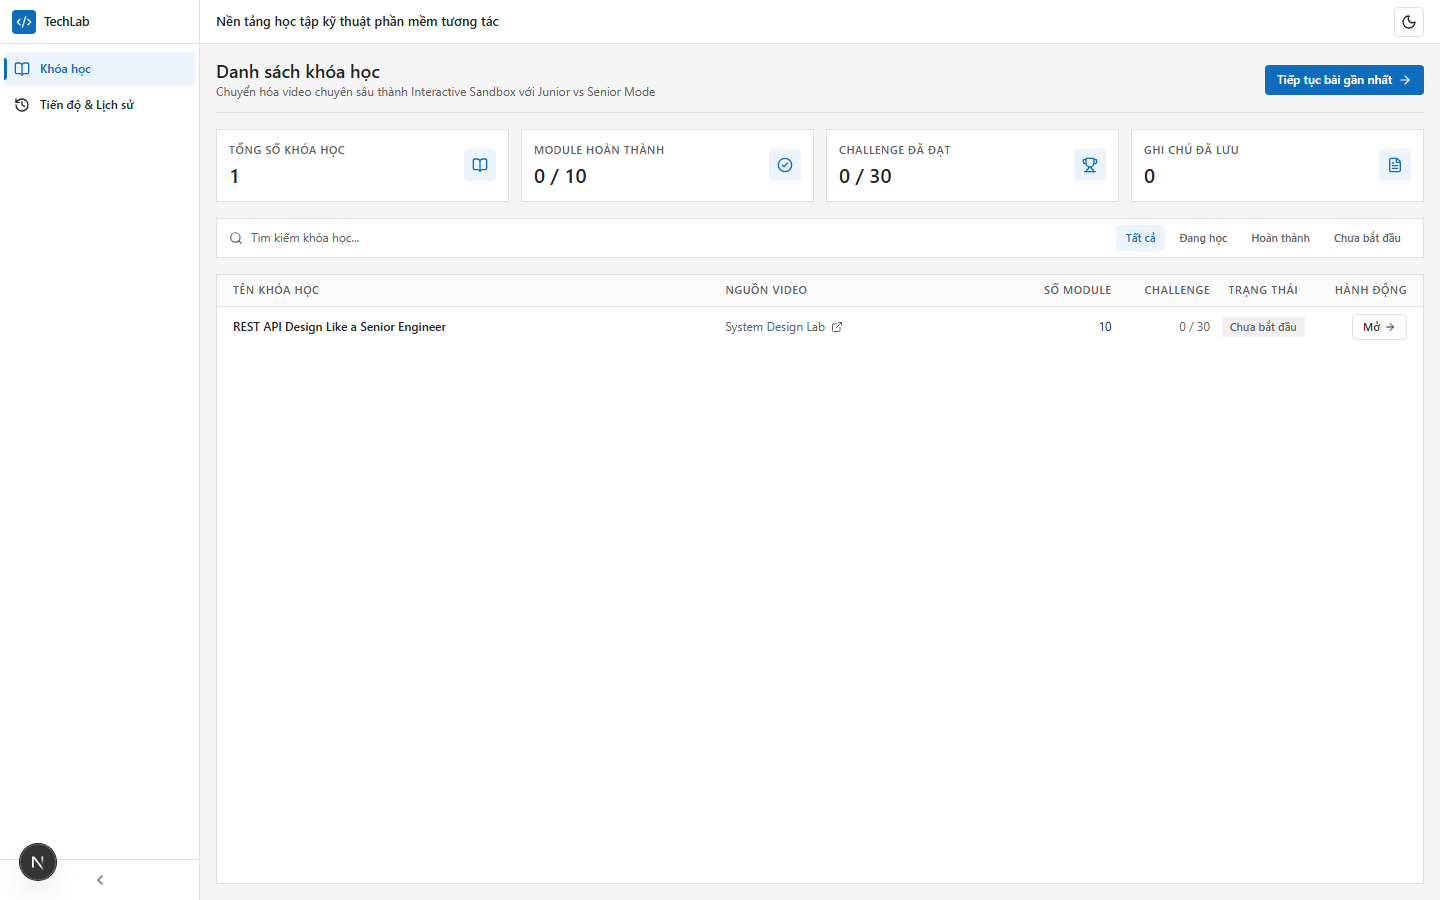 TechLab
Nền tảng học tập kỹ thuật phần mềm tương tác
Khóa học
Tiến độ & Lịch sử
Danh sách khóa học
Chuyển hóa video chuyên sâu thành Interactive Sandbox với Junior vs Senior Mode
Tiếp tục bài gần nhất
TỔNG SỐ KHÓA HỌC
1
MODULE HOÀN THÀNH
0 / 10
CHALLENGE ĐÃ ĐẠT
0 / 30
GHI CHÚ ĐÃ LƯU
0
Tìm kiếm khóa học...
Tất cả
Đang học
Hoàn thành
Chưa bắt đầu
TÊN KHÓA HỌC
NGUỒN VIDEO
SỐ MODULE
CHALLENGE
TRẠNG THÁI
HÀNH ĐỘNG
REST API Design Like a Senior Engineer
System Design Lab
10
0 / 30
Chưa bắt đầu
Mở
N